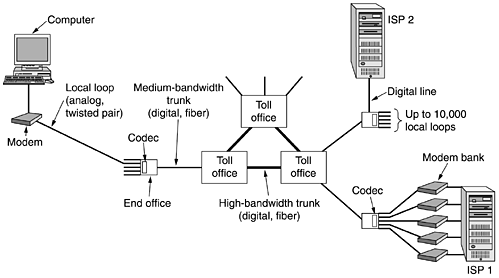 Computer
ISP 2
Local loop
(analog,
twisted pair)
Medium-bandwidth
trunk
(digital, fiber)
Toll
office
Digital line
Up to 10,000
local loops
Modem
Codec
Toll
office
Toll
office
Modem bank
End office
High-bandwidth trunk
(digital, fiber)
Codec
ISP 1